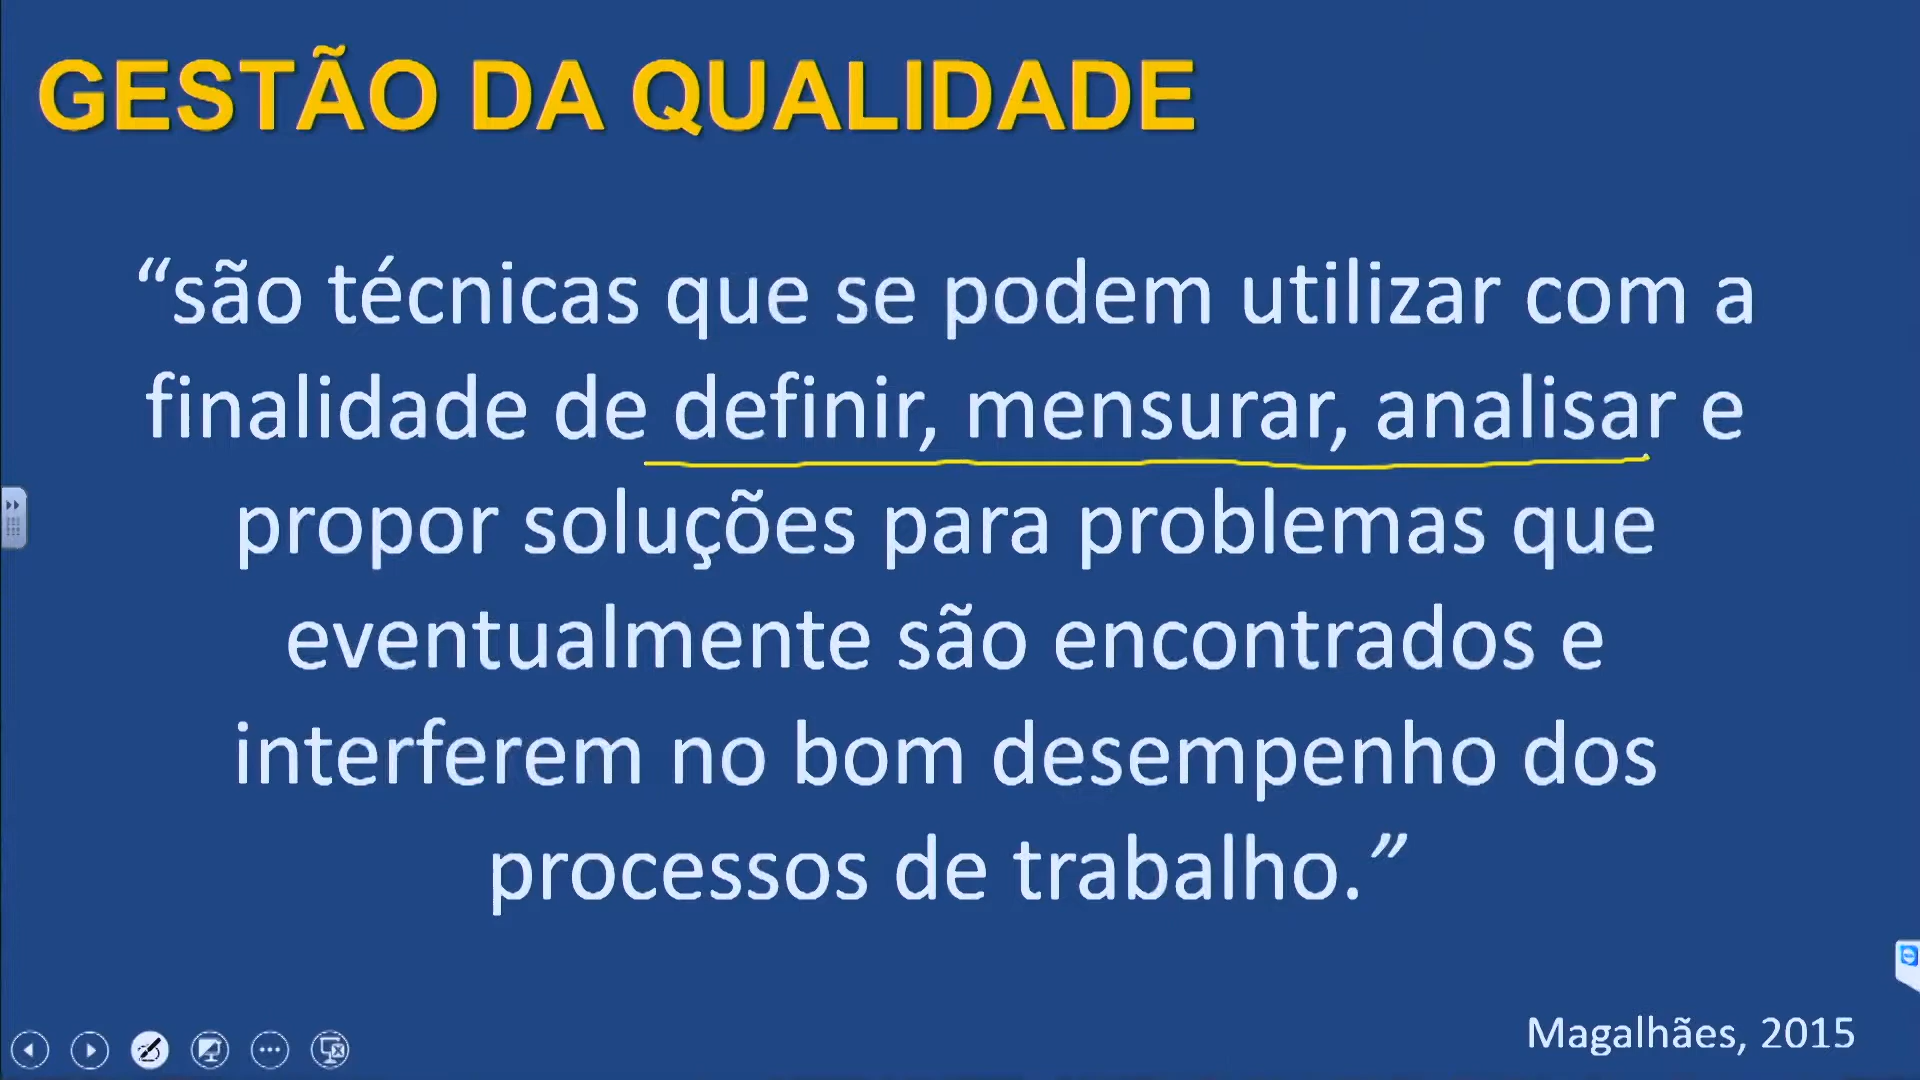 GESTÃO DA QUALIDADE
“são técnicas que se podem utilizar com a
finalidade de definir, mensurar, analisar e
propor soluções para problemas que
eventualmente são encontrados e
interferem no bom desempenho dos
processos de trabalho.”
Magalhães, 2015